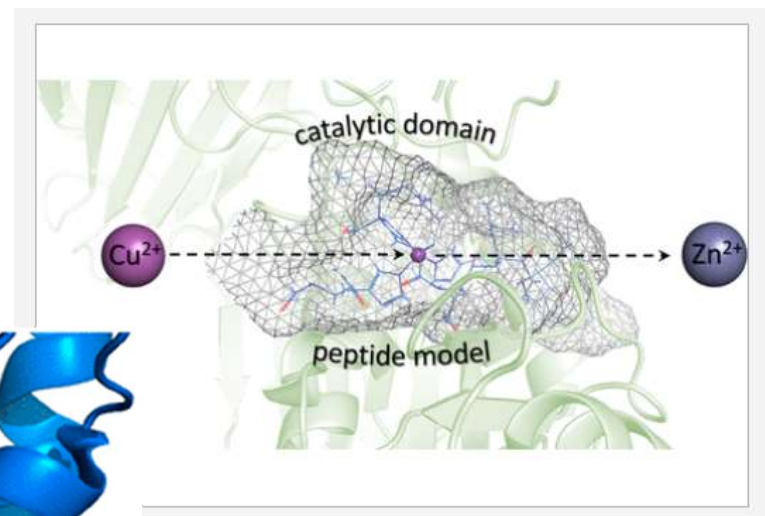 catalytic domain
Cu²⁺
Zn²⁺
peptide model